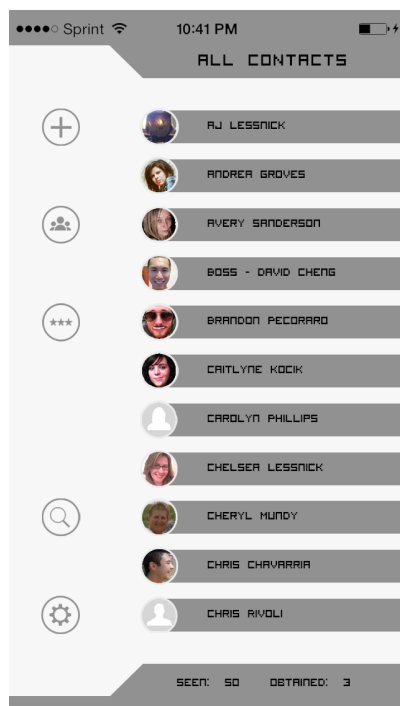 Sprint 10:41 PM
ALL CONTACTS
AJ LESSNICK
ANDREA GROVES
AVERY SANDERSON
BOSS - DAVID CHENG
BRANDON PECORARO
CAITLYNE KOCIK
CAROLYN PHILLIPS
CHELSEA LESSNICK
CHERYL MUNDY
CHRIS CHAVARRIA
CHRIS RIVOLI
SEEN: 50 OBTAINED: 3